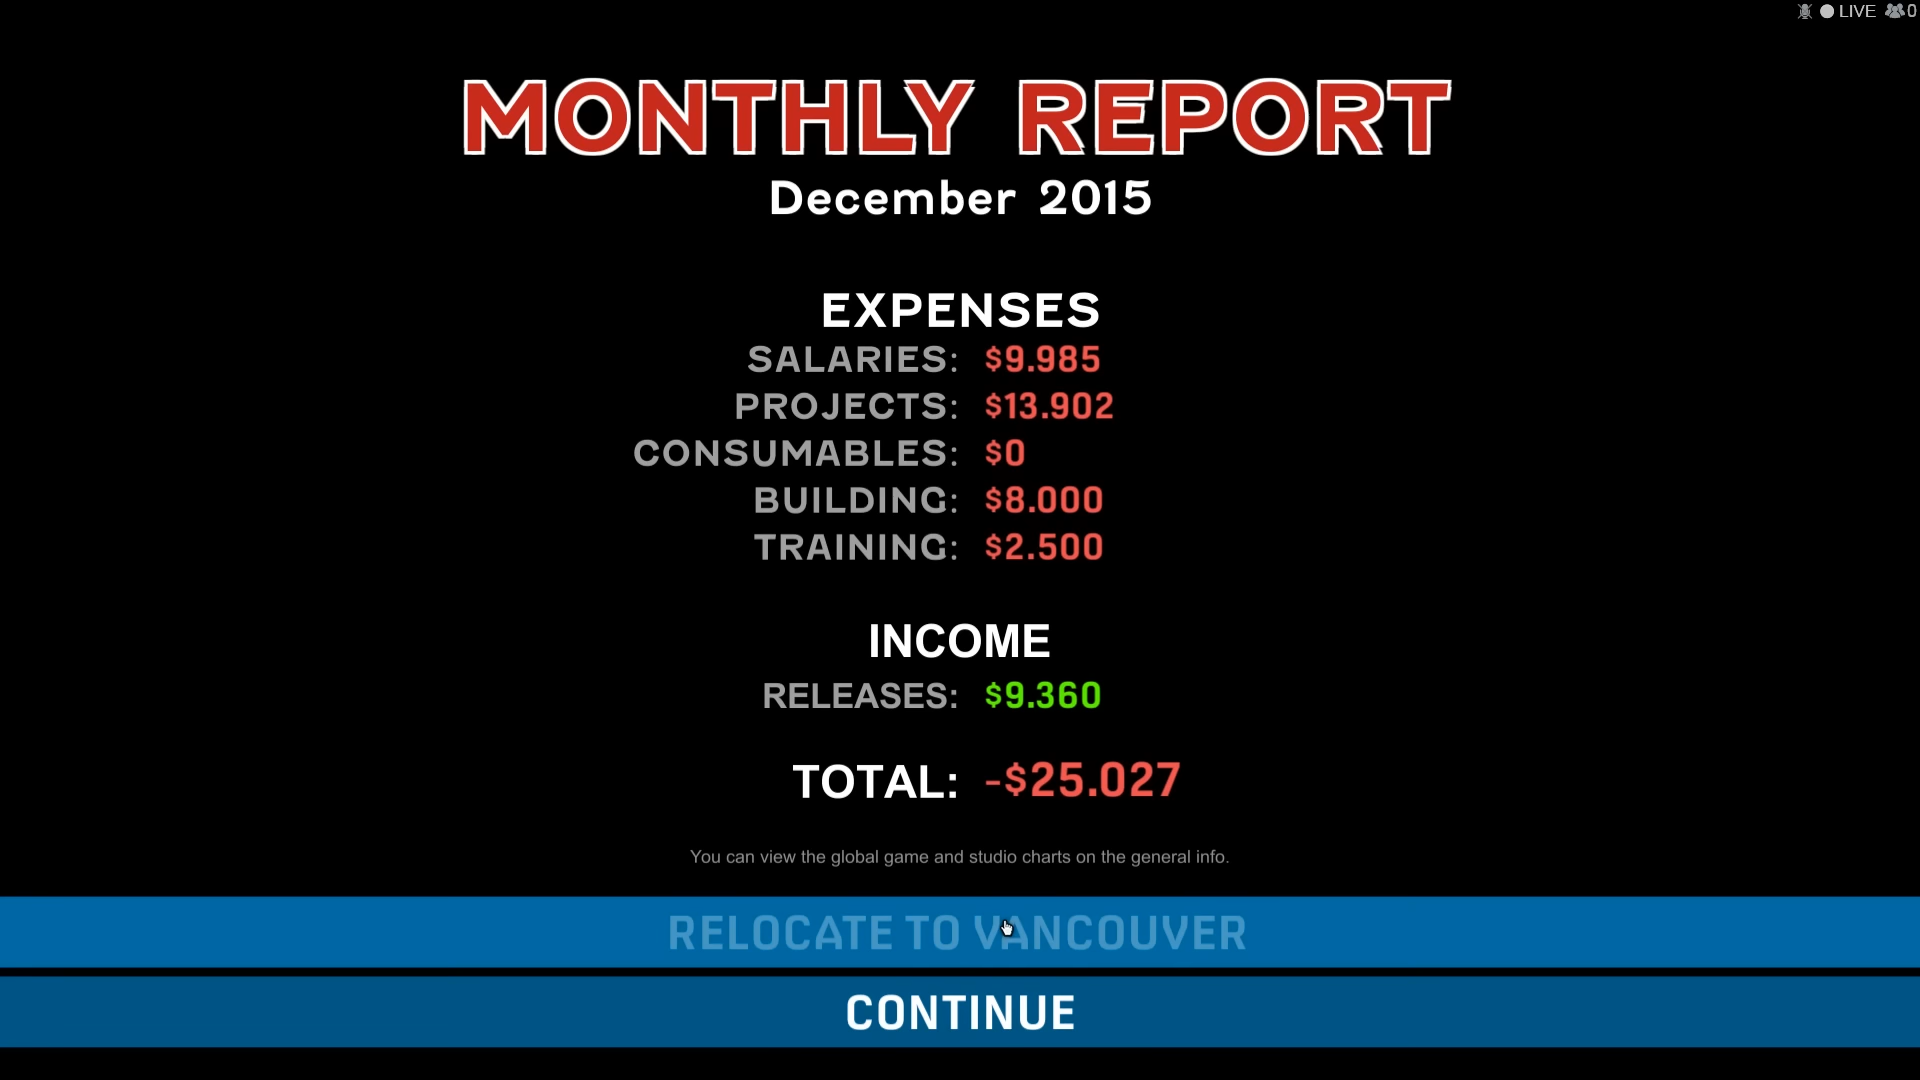 LIVE 0
MONTHLY REPORT
December 2015
EXPENSES
SALARIES: $9.985
PROJECTS: $13.902
CONSUMABLES: $0
BUILDING: $8.000
TRAINING: $2.500
INCOME
RELEASES: $9.360
TOTAL: -$25.027
You can view the global game and studio charts on the general info.
RELOCATE TO VANCOUVER
CONTINUE